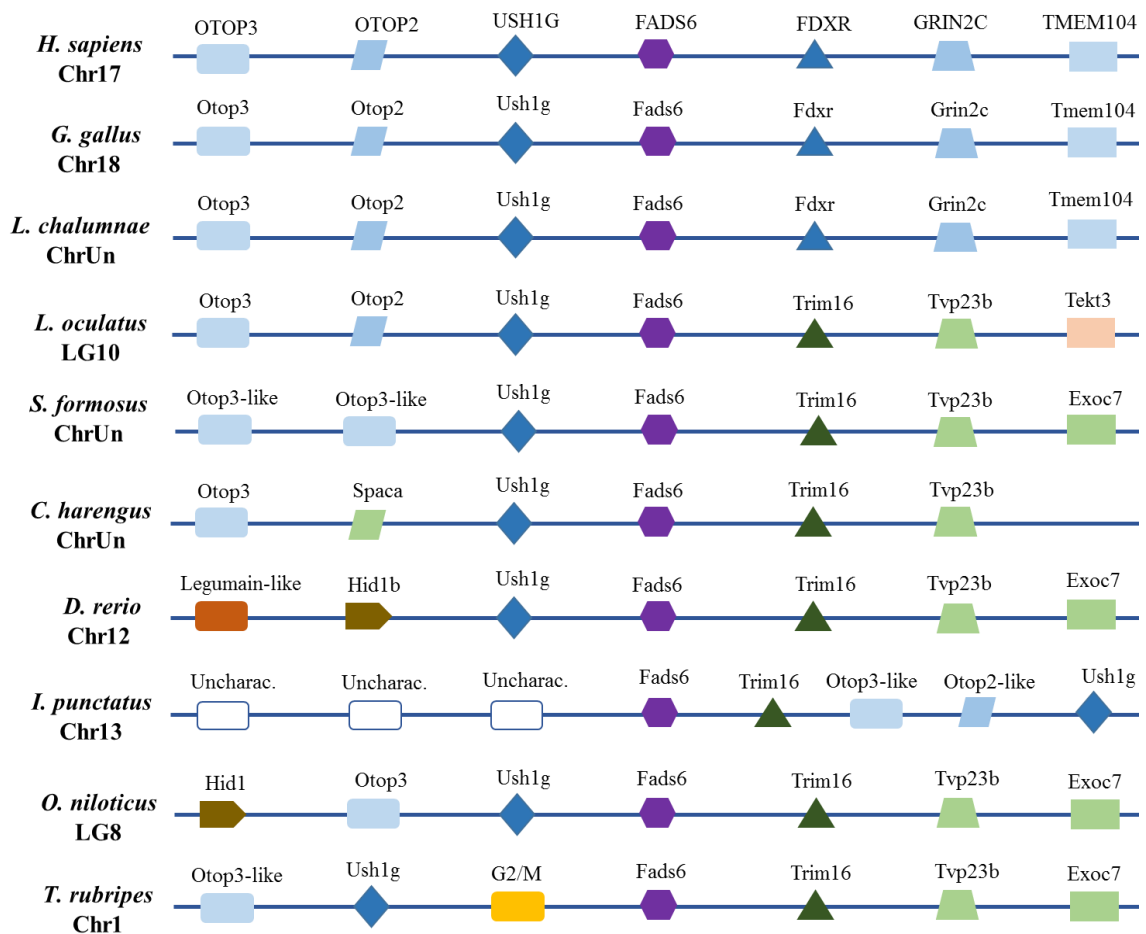 OTOP3 OTOP2 USH1G FADS6 FDXR GRIN2C TMEM104
H. sapiens
Chr17
Otop3 Otop2 Ush1g Fads6 Fdxr Grin2c Tmem104
G. gallus
Chr18
Otop3 Otop2 Ush1g Fads6 Fdxr Grin2c Tmem104
L. chalumnae
ChrUn
Otop3 Otop2 Ush1g Fads6 Trim16 Tvp23b Tekt3
L. oculatus
LG10
Otop3-like Otop3-like Ush1g Fads6 Trim16 Tvp23b Exoc7
S. formosus
ChrUn
Otop3 Spaca Ush1g Fads6 Trim16 Tvp23b
C. harengus
ChrUn
Legumain-like Hid1b Ush1g Fads6 Trim16 Tvp23b Exoc7
D. rerio
Chr12
Uncharac. Uncharac. Uncharac. Fads6 Trim16 Otop3-like Otop2-like Ush1g
I. punctatus
Chr13
Hid1 Otop3 Ush1g Fads6 Trim16 Tvp23b Exoc7
O. niloticus
LG8
Otop3-like Ush1g G2/M Fads6 Trim16 Tvp23b Exoc7
T. rubripes
Chr1